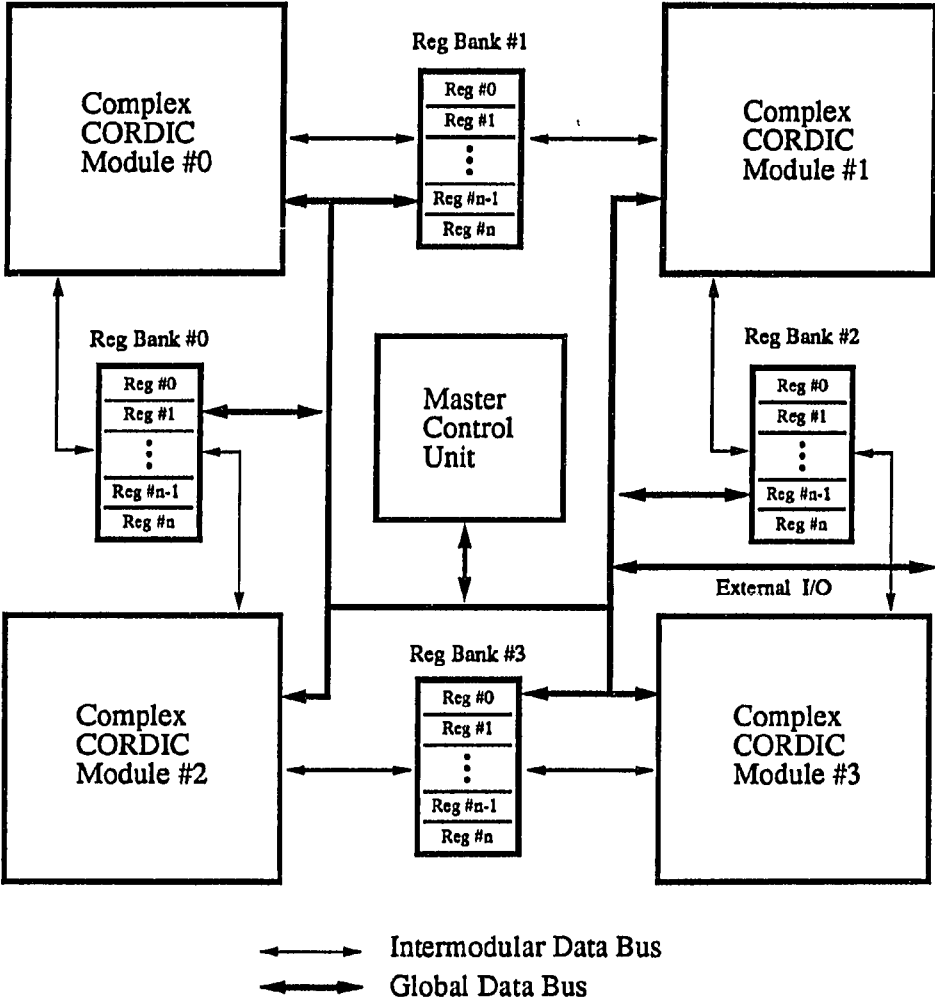 Reg Bank #1
Complex
CORDIC
Module #0
Reg #0
Reg #1
Reg #n-1
Reg #n
Complex
CORDIC
Module #1
Reg Bank #0
Reg #0
Reg #1
Reg #n-1
Reg #n
Master
Control
Unit
Reg Bank #2
Reg #0
Reg #1
Reg #n-1
Reg #n
External I/O
Complex
CORDIC
Module #2
Reg Bank #3
Reg #0
Reg #1
Reg #n-1
Reg #n
Complex
CORDIC
Module #3
Intermodular Data Bus
Global Data Bus